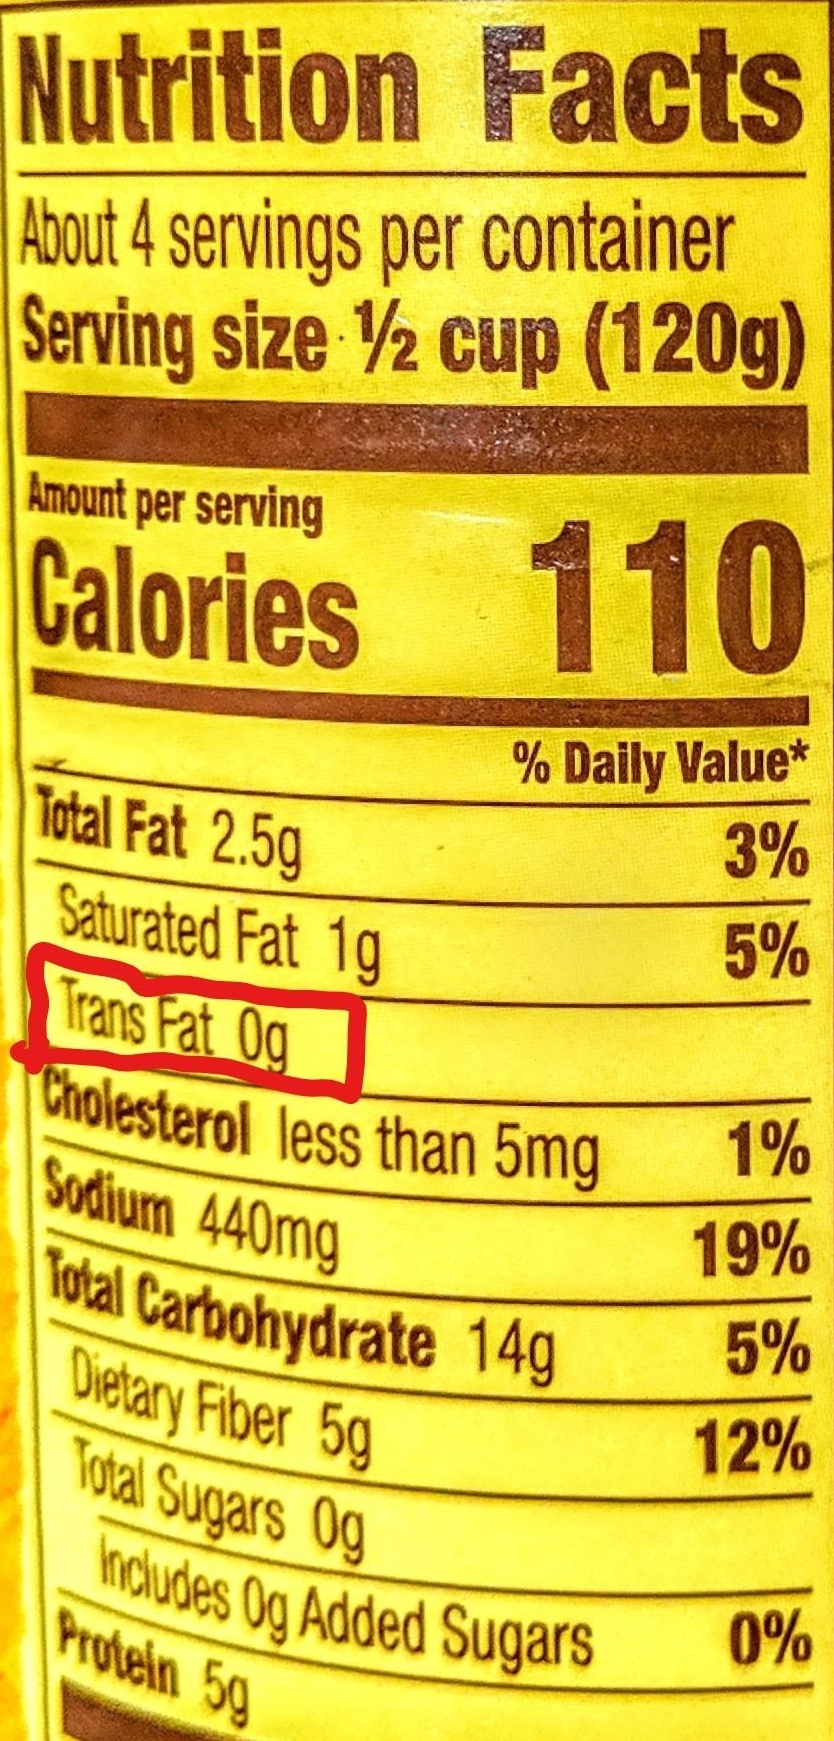 Nutrition Facts
About 4 servings per container
Serving size ½ cup (120g)
Amount per serving
Calories 110
% Daily Value*
Total Fat 2.5g 3%
Saturated Fat 1g 5%
Trans Fat 0g
Cholesterol less than 5mg 1%
Sodium 440mg 19%
Total Carbohydrate 14g 5%
Dietary Fiber 5g 12%
Total Sugars 0g
Includes 0g Added Sugars 0%
Protein 5g